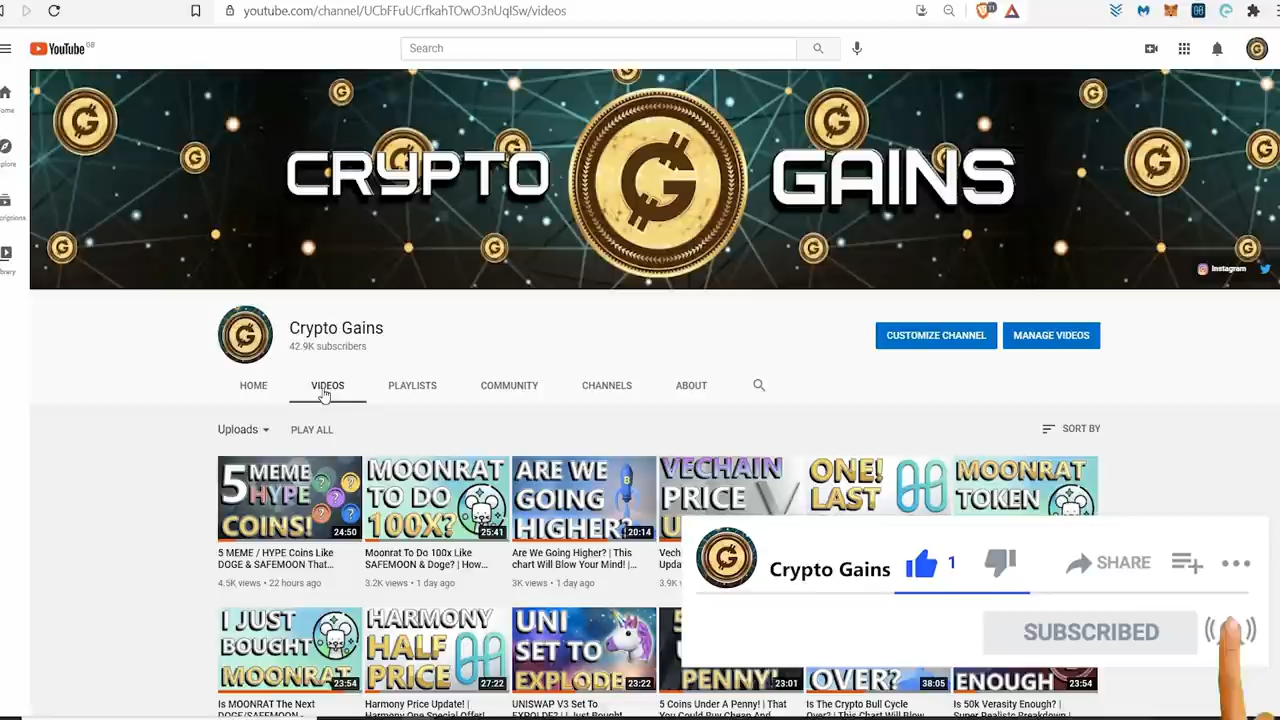 youtube.com/channel/UCbFFuUCrfkahTOwO3nUqISw/videos
YouTube GB
Search
CRYPTO GAINS
Instagram
Crypto Gains
42.9K subscribers
CUSTOMIZE CHANNEL
MANAGE VIDEOS
HOME
VIDEOS
PLAYLISTS
COMMUNITY
CHANNELS
ABOUT
Uploads
PLAY ALL
SORT BY
5 MEME
HYPE
COINS!
24:50
5 MEME / HYPE Coins Like
DOGE & SAFEMOON That...
4.5K views • 22 hours ago
MOONRAT
TO DO
100X?
25:41
Moonrat To Do 100x Like
SAFEMOON & Doge? | How...
3.2K views • 1 day ago
ARE WE
GOING
HIGHER?
20:14
Are We Going Higher? | This
chart Will Blow Your Mind! |...
3K views • 1 day ago
VECHAIN
PRICE
3.9K
ONE!
LAST
MOONRAT
TOKEN
Crypto Gains
1
SHARE
SUBSCRIBED
I JUST
BOUGHT
MOONRAT
23:54
Is MOONRAT The Next
DOGE/SAFEMOON
HARMONY
HALF
PRICE
27:22
Harmony Price Update! |
Harmony One Special Offer!
UNI
SET TO
EXPLODE
23:22
UNISWAP V3 Set To
EXPLODE? | I Just Bought
PENNY!
23:01
5 Coins Under A Penny! | That
You Could Buy Cheap And
OVER?
38:05
Is The Crypto Bull Cycle
Over? | This Chart Will Blow
ENOUGH
23:54
Is 50k Versasity Enough? |
Super Realistic Breakdown |